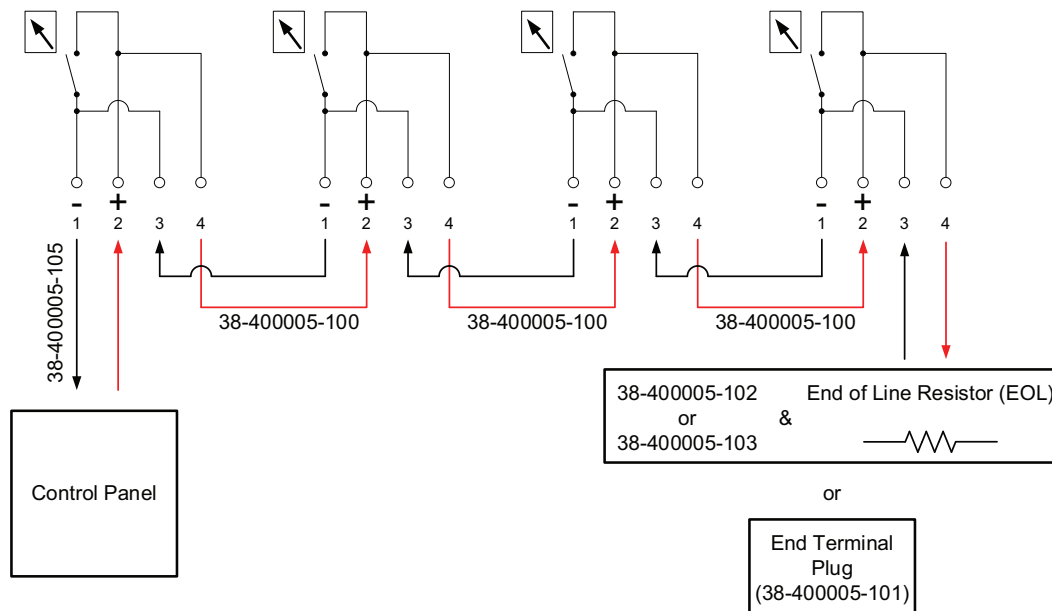 - + - + - + - +
1 2 3 4 1 2 3 4 1 2 3 4 1 2 3 4
38-400005-105
38-400005-100 38-400005-100 38-400005-100
38-400005-102 End of Line Resistor (EOL)
or &
38-400005-103
Control Panel
or
End Terminal
Plug
(38-400005-101)